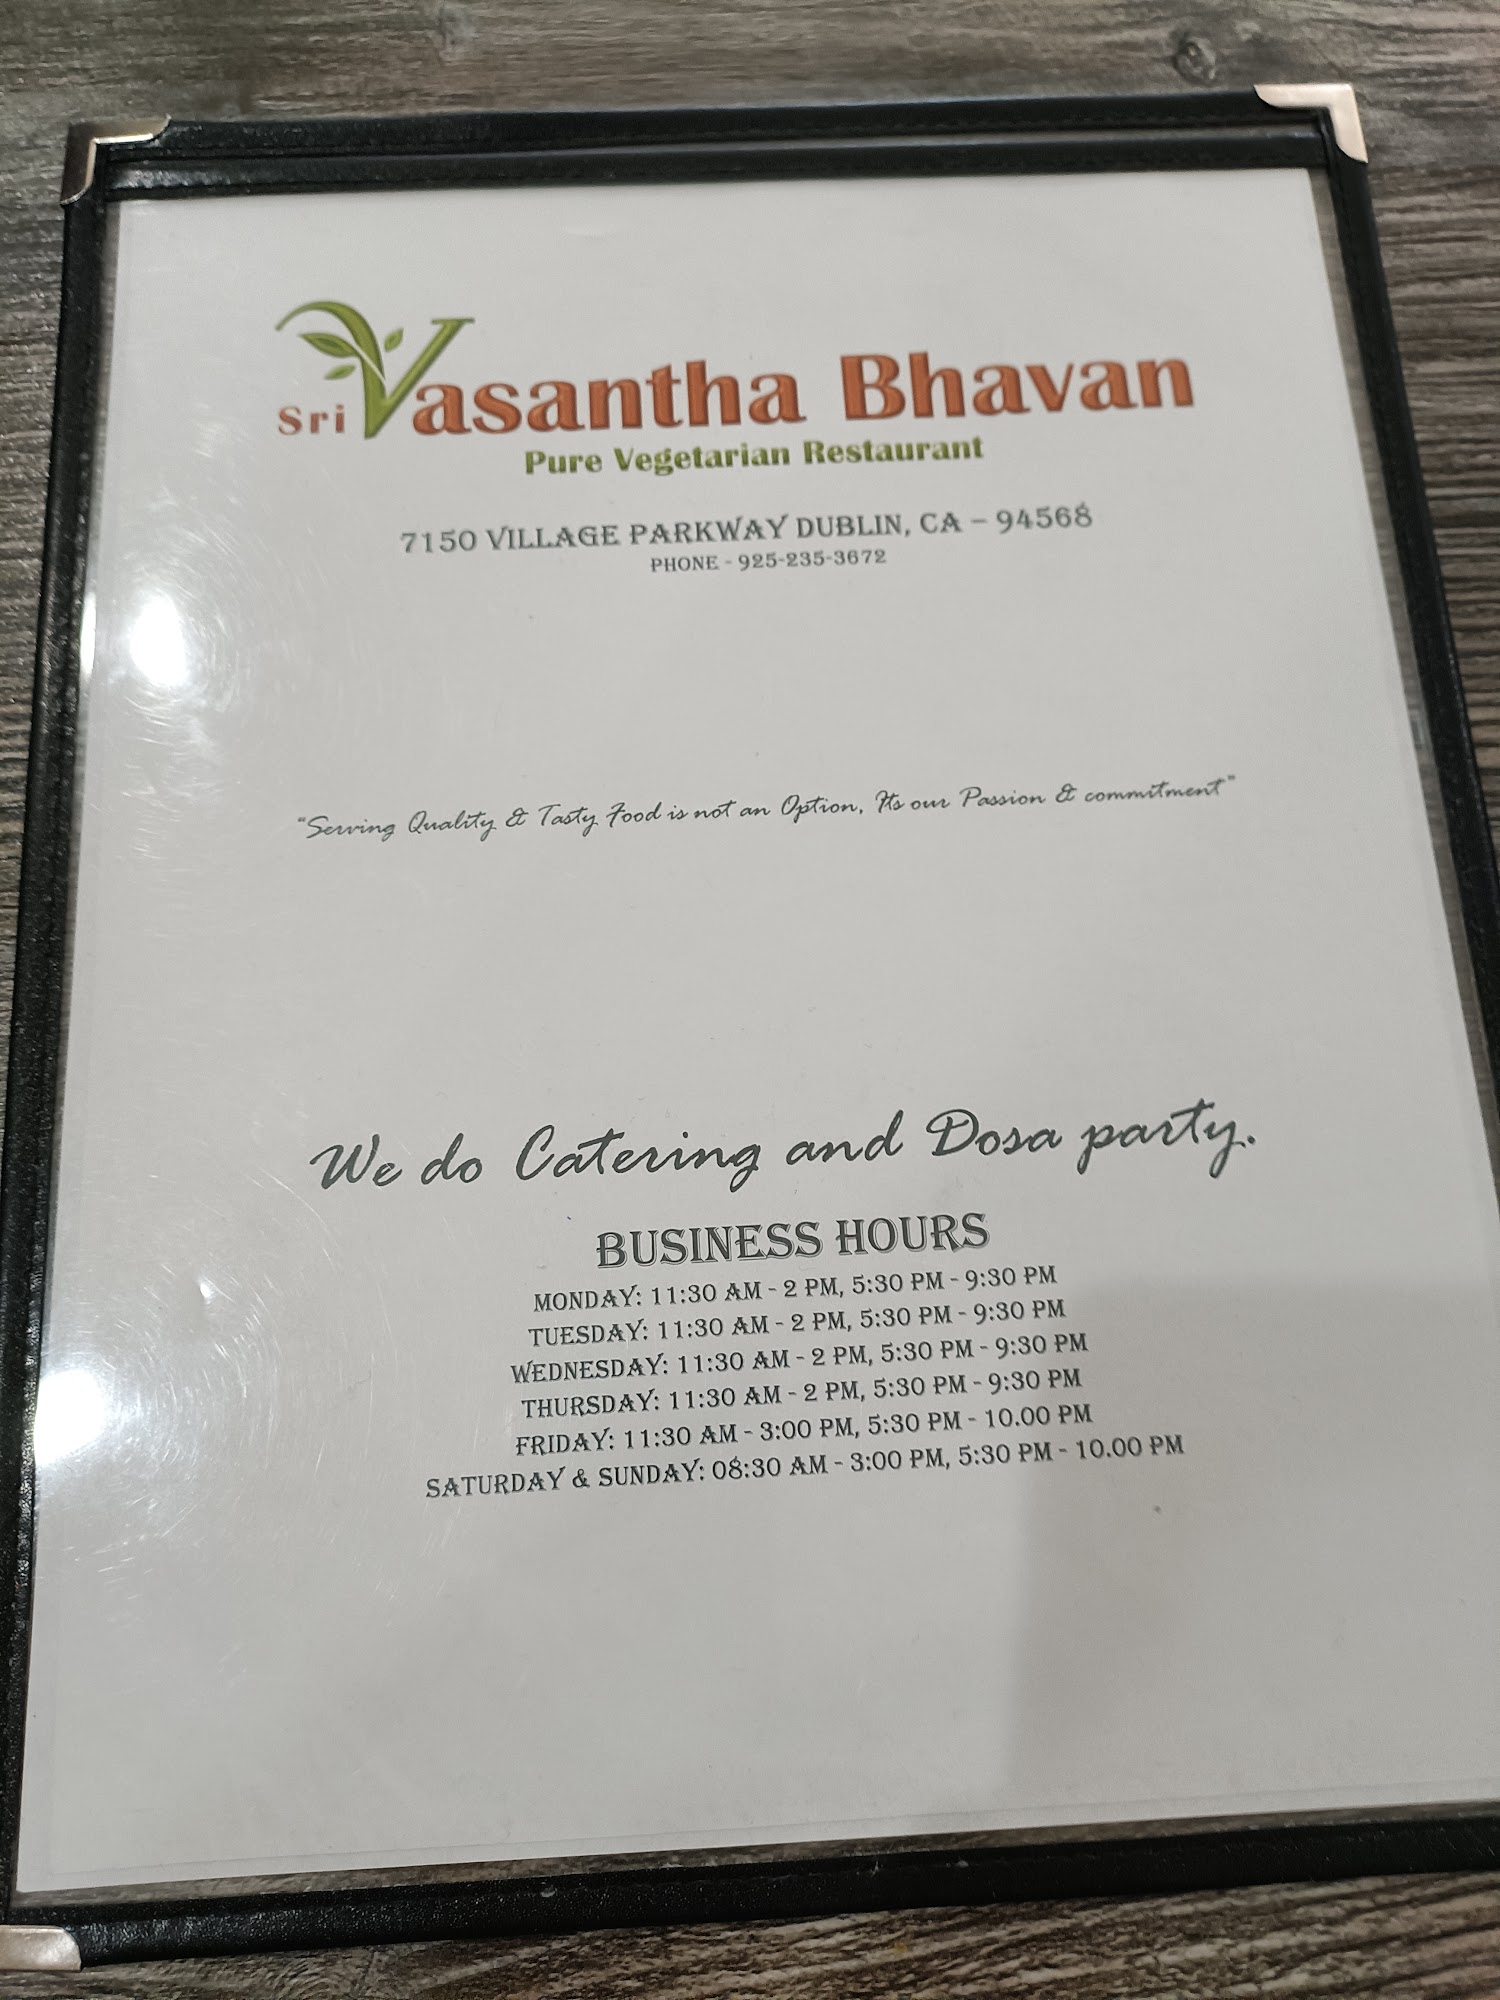 Sri Vasantha Bhavan
Pure Vegetarian Restaurant
7150 VILLAGE PARKWAY DUBLIN, CA – 94568
PHONE - 925-235-3672
"Serving Quality & Tasty Food is not an Option, Its our Passion & commitment"
We do Catering and Dosa party.
BUSINESS HOURS
MONDAY: 11:30 AM - 2 PM, 5:30 PM - 9:30 PM
TUESDAY: 11:30 AM - 2 PM, 5:30 PM - 9:30 PM
WEDNESDAY: 11:30 AM - 2 PM, 5:30 PM - 9:30 PM
THURSDAY: 11:30 AM - 2 PM, 5:30 PM - 9:30 PM
FRIDAY: 11:30 AM - 3:00 PM, 5:30 PM - 10.00 PM
SATURDAY & SUNDAY: 08:30 AM - 3:00 PM, 5:30 PM - 10.00 PM